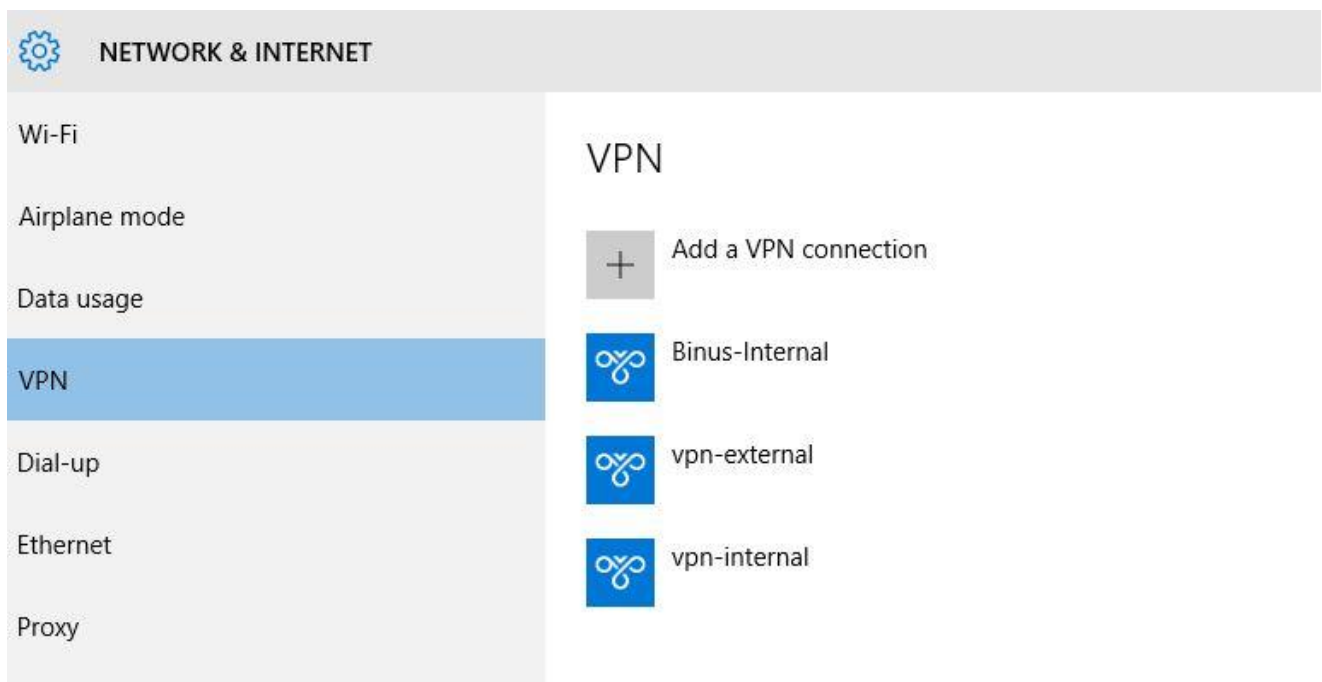 NETWORK & INTERNET
Wi-Fi
Airplane mode
Data usage
VPN
Dial-up
Ethernet
Proxy
VPN
Add a VPN connection
Binus-Internal
vpn-external
vpn-internal